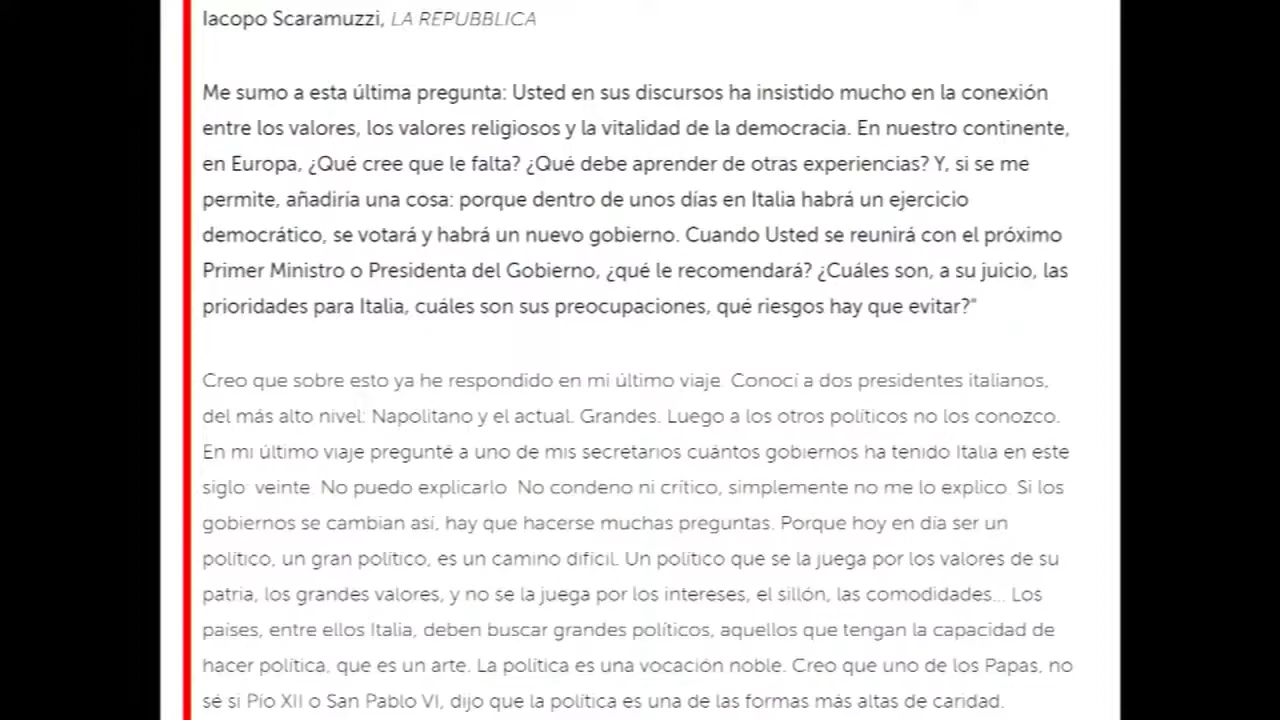 Iacopo Scaramuzzi, LA REPUBBLICA
Me sumo a esta última pregunta: Usted en sus discursos ha insistido mucho en la conexión
entre los valores, los valores religiosos y la vitalidad de la democracia. En nuestro continente,
en Europa, ¿Qué cree que le falta? ¿Qué debe aprender de otras experiencias? Y, si se me
permite, añadiría una cosa: porque dentro de unos días en Italia habrá un ejercicio
democrático, se votará y habrá un nuevo gobierno. Cuando Usted se reunirá con el próximo
Primer Ministro o Presidenta del Gobierno, ¿qué le recomendará? ¿Cuáles son, a su juicio, las
prioridades para Italia, cuáles son sus preocupaciones, qué riesgos hay que evitar?"
Creo que sobre esto ya he respondido en mi último viaje. Conocí a dos presidentes italianos,
del más alto nivel: Napolitano y el actual. Grandes. Luego a los otros políticos no los conozco.
En mi último viaje pregunté a uno de mis secretarios cuántos gobiernos ha tenido Italia en este
siglo: veinte. No puedo explicarlo. No condeno ni crítico, simplemente no me lo explico. Si los
gobiernos se cambian así, hay que hacerse muchas preguntas. Porque hoy en día ser un
político, un gran político, es un camino difícil. Un político que se la juega por los valores de su
patria, los grandes valores, y no se la juega por los intereses, el sillón, las comodidades... Los
países, entre ellos Italia, deben buscar grandes políticos, aquellos que tengan la capacidad de
hacer política, que es un arte. La política es una vocación noble. Creo que uno de los Papas, no
sé si Pío XII o San Pablo VI, dijo que la política es una de las formas más altas de caridad.